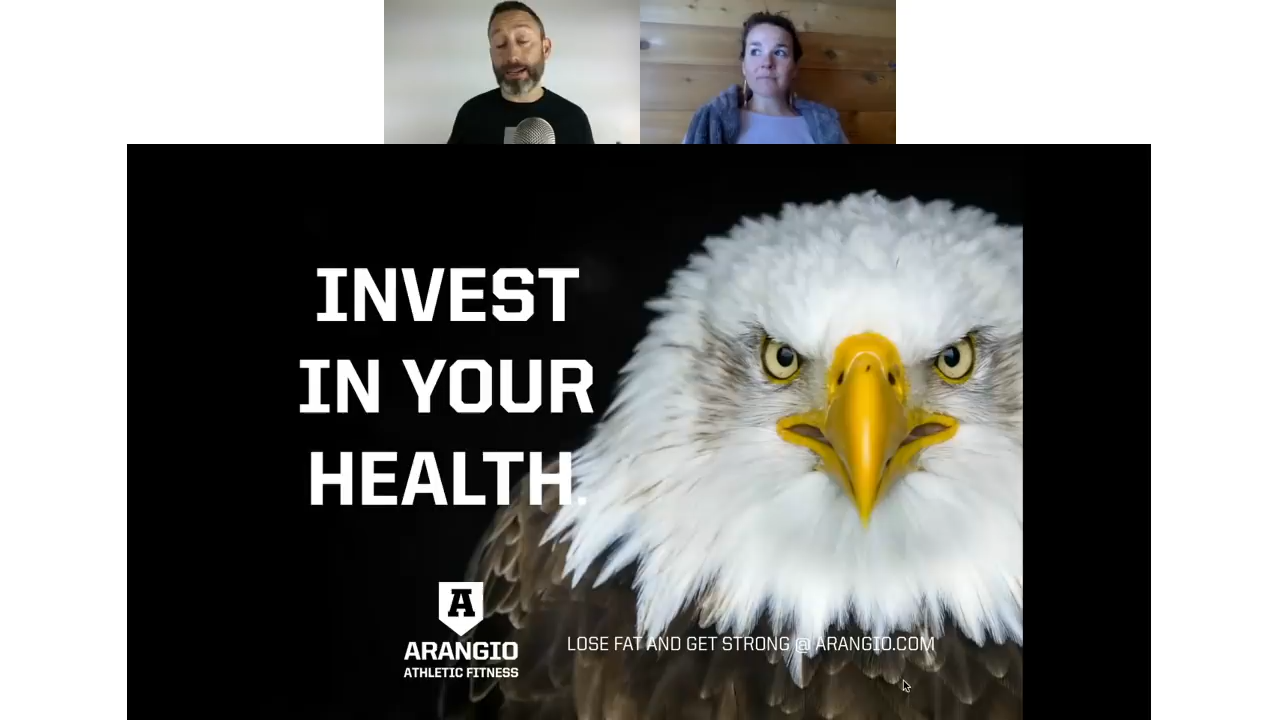 INVEST
IN YOUR
HEALTH.
A
ARANGIO
ATHLETIC FITNESS
LOSE FAT AND GET STRONG @ ARANGIO.COM